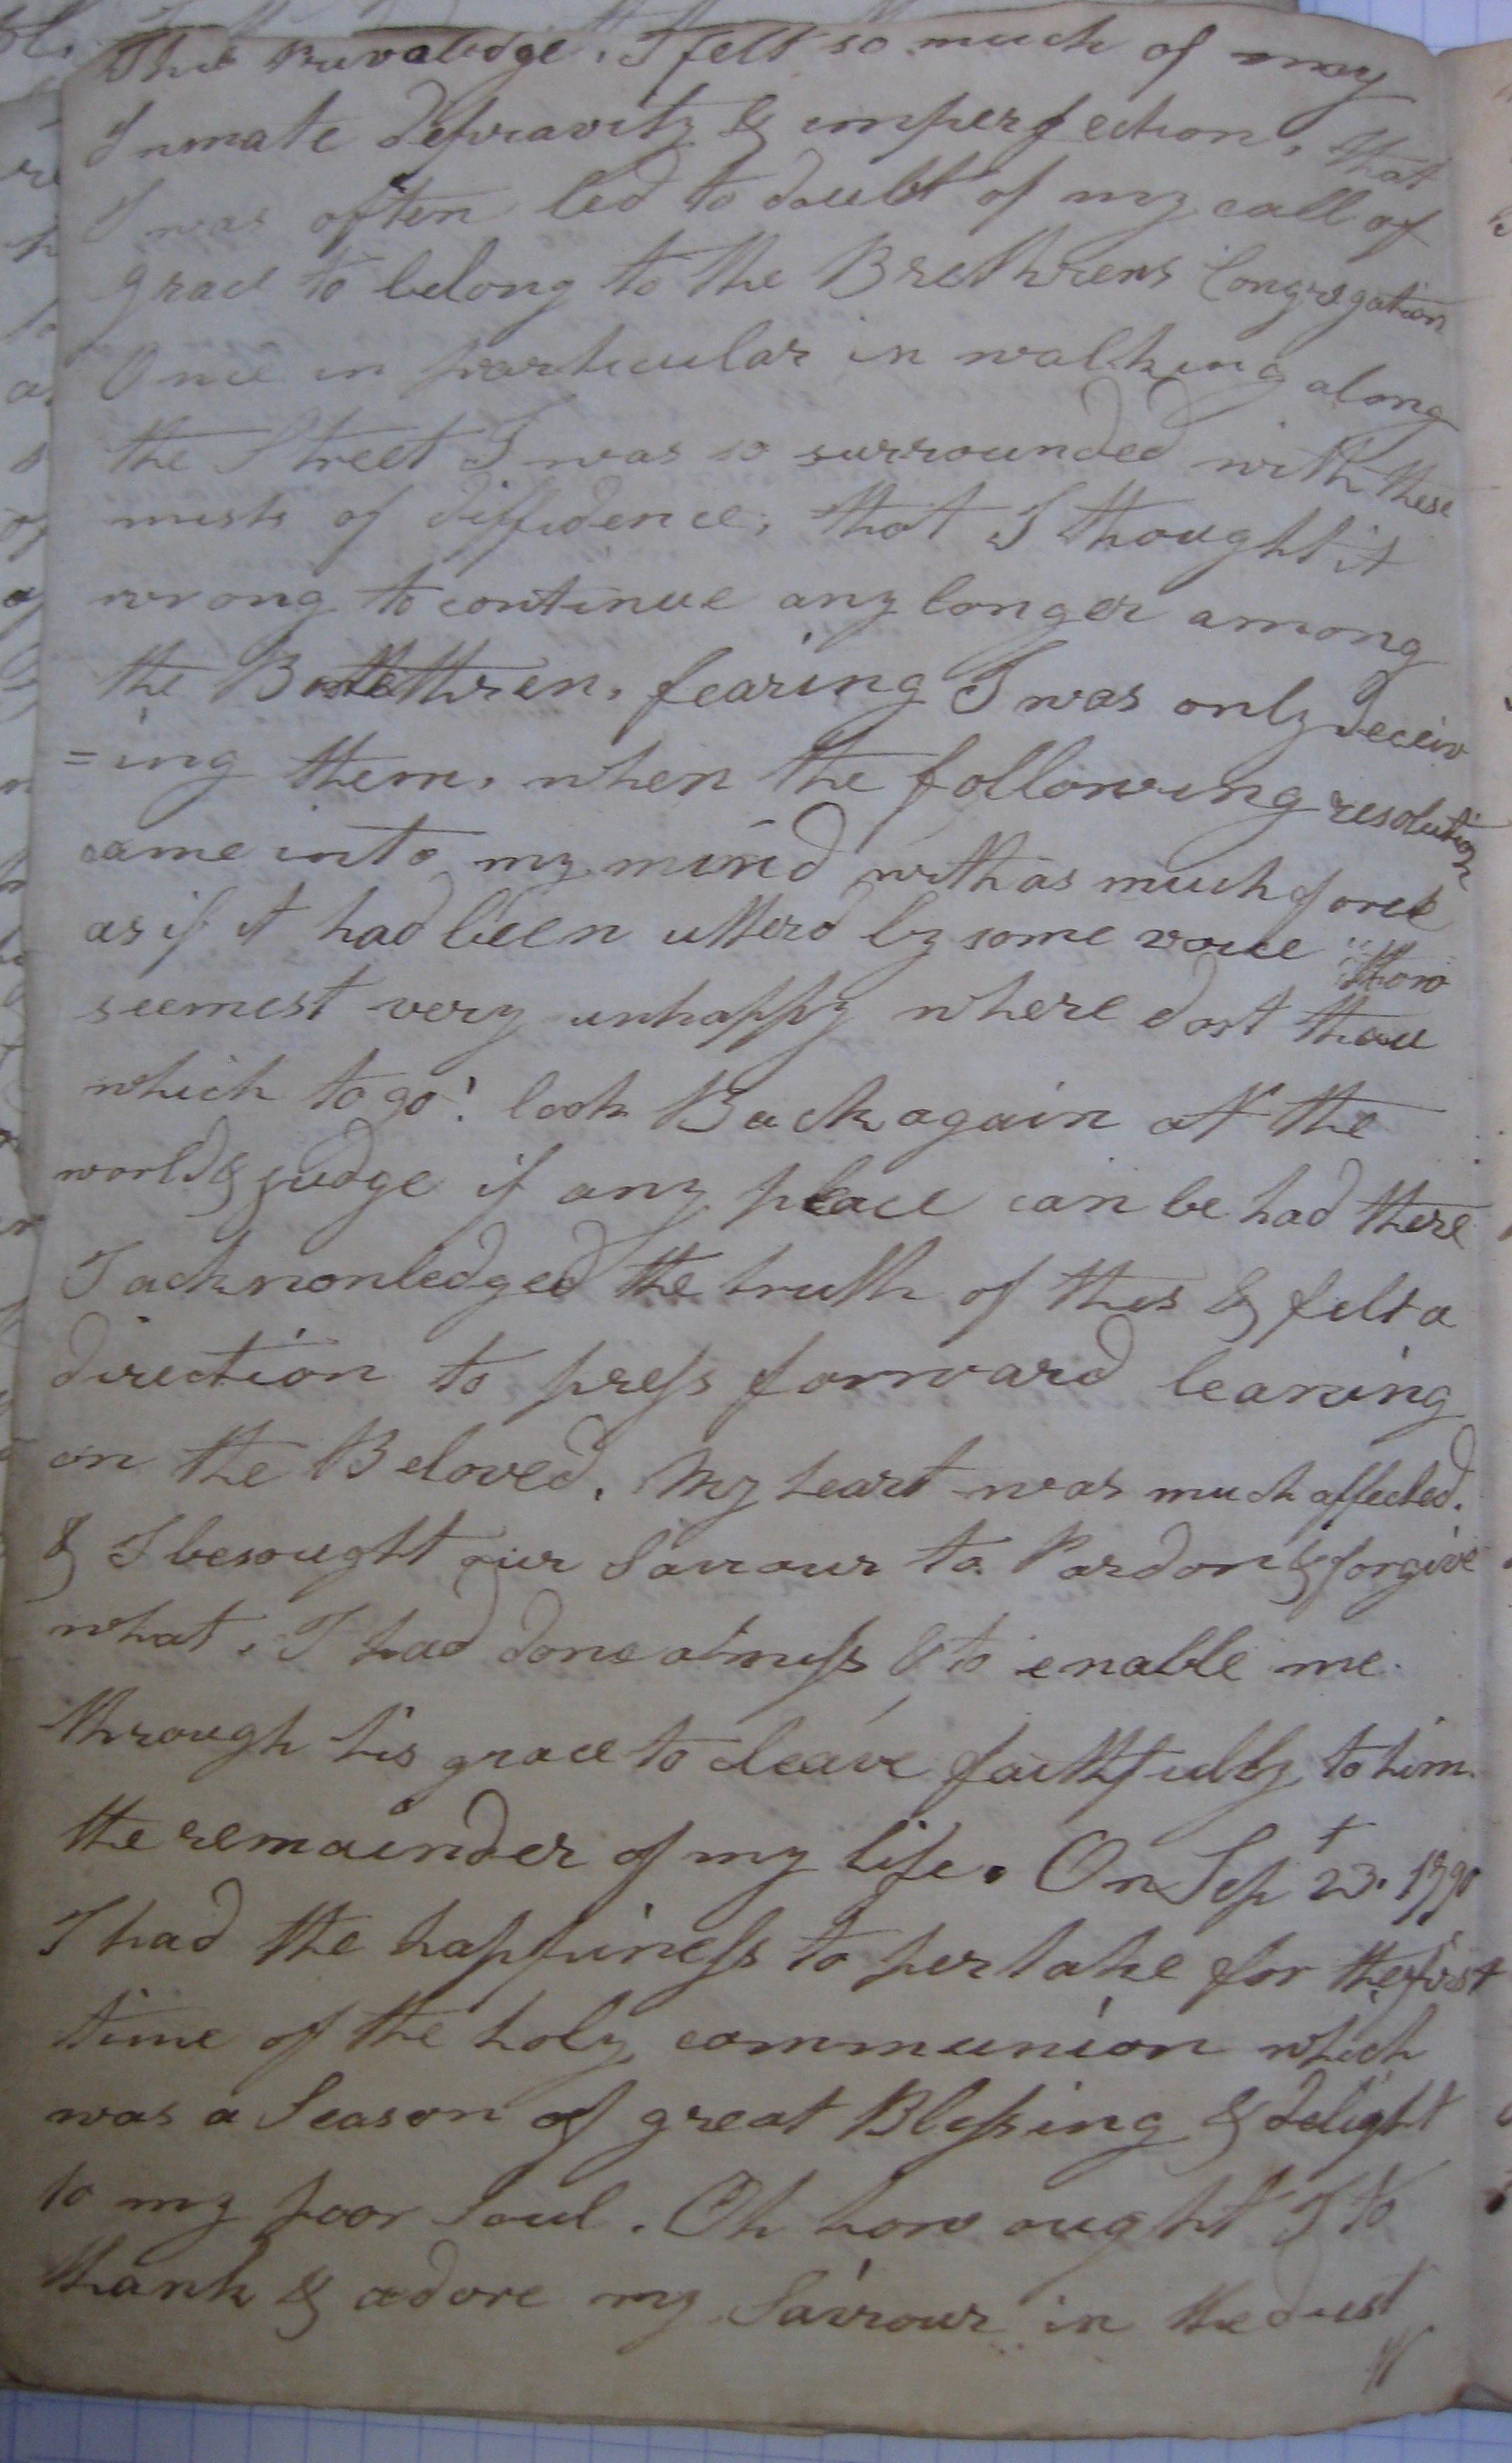 This Privaledge, I felt so much of my
Inmate depravity & imperfection, that
I was often led to doubt of my call of
grace to belong to the Brethrens Congregation
Once in particular in walking along
the Street I was so surrounded with these
mists of diffidence, that I thought it
wrong to continue any longer among
the Brethren, fearing I was only deceiv
=ing them, when the following resolution
came into my mind with as much force
as if it had been utterd by some voice "thou
seemest very unhappy where dost thou
which to go! look Back again at the
world & judge if any peace can be had there
I acknowledged the truth of this & felt a
direction to press forward leaning
on the Beloved. My heart was much affected.
& I besought our Saviour to Pardon & forgive
what, I had done amiss & to enable me
through his grace to cleave faithfully to him
the remainder of my life. On Sept 23. 1790
I had the happiness to pertake for the first
time of the holy communion which
was a Season of great Blessing & delight
to my poor Soul. Oh how ought I to
thank & adore my Saviour in the dust